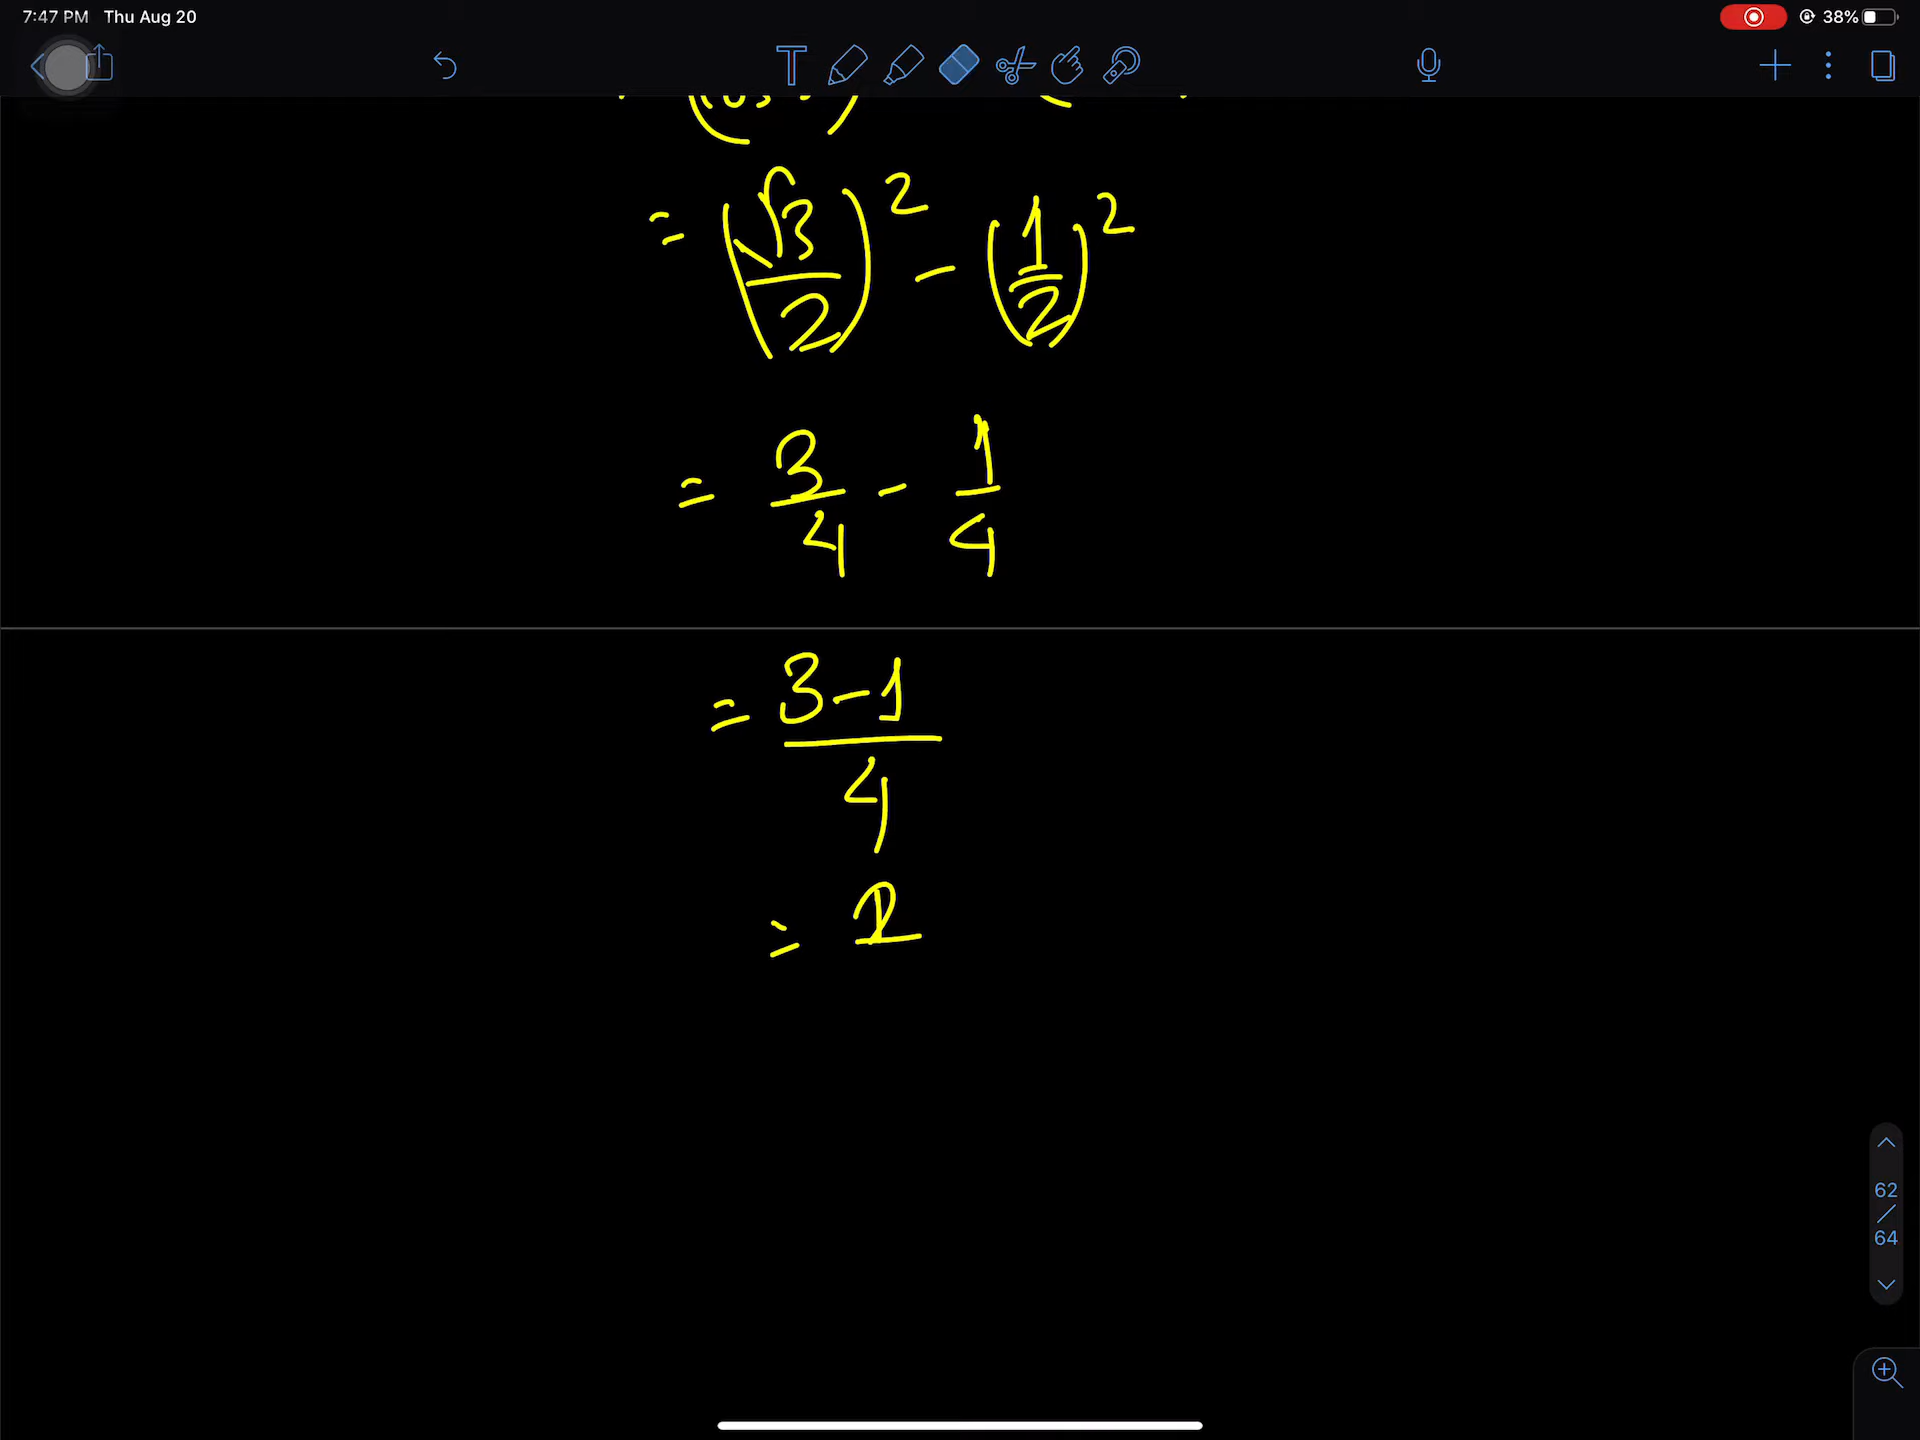 7:47 PM Thu Aug 20 38%
T
= (√3/2)² - (1/2)²
= 3/4 - 1/4
= 3-1/4
=
62
/
64